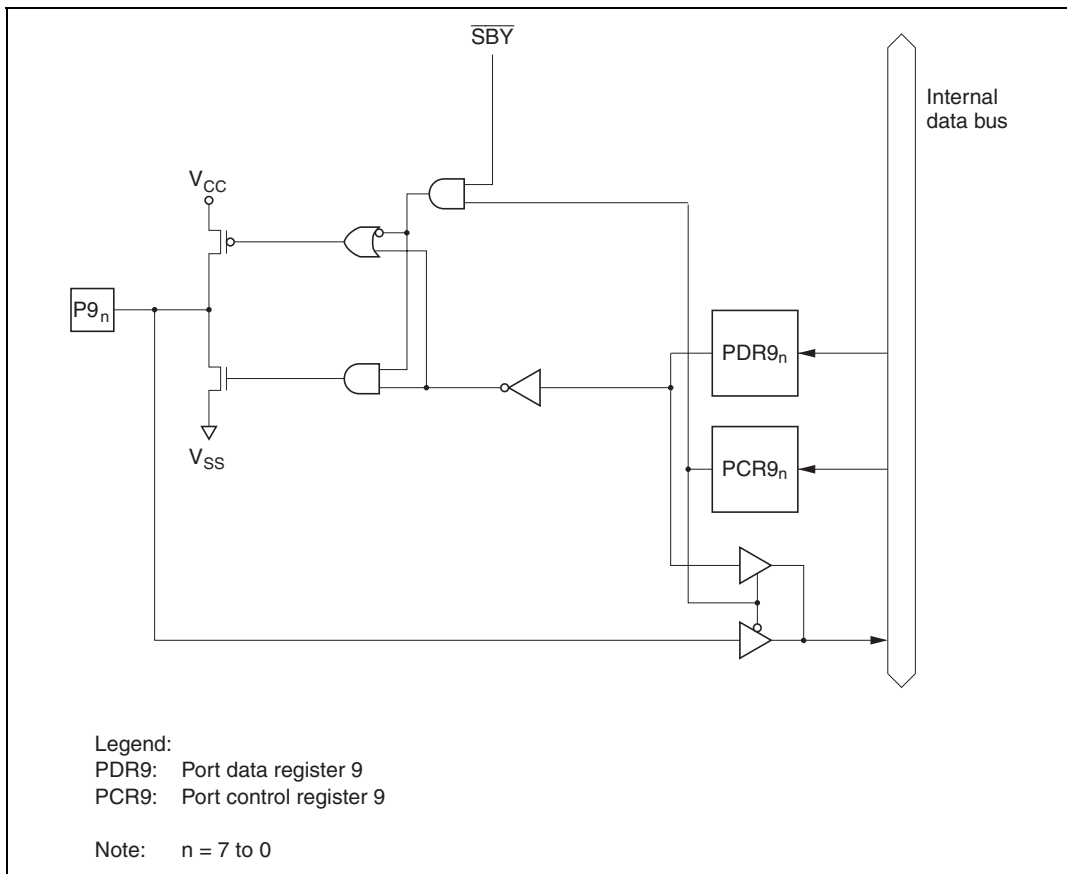 S̅B̅Y̅
Internal
data bus
VCC
P9n
PDR9n
PCR9n
VSS
Legend:
PDR9: Port data register 9
PCR9: Port control register 9
Note: n = 7 to 0